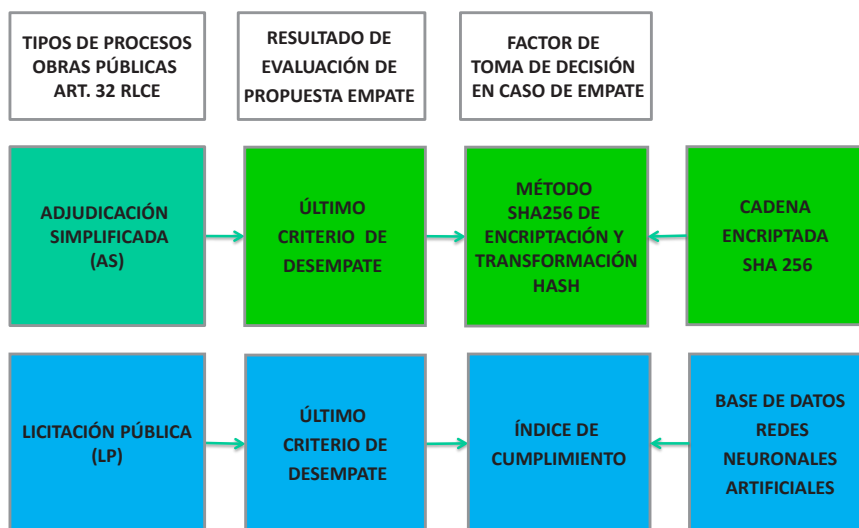 TIPOS DE PROCESOS
OBRAS PÚBLICAS
ART. 32 RLCE
RESULTADO DE
EVALUACIÓN DE
PROPUESTA EMPATE
FACTOR DE
TOMA DE DECISIÓN
EN CASO DE EMPATE
ADJUDICACIÓN
SIMPLIFICADA
(AS)
ÚLTIMO
CRITERIO DE
DESEMPATE
MÉTODO
SHA256 DE
ENCRIPTACIÓN Y
TRANSFORMACIÓN
HASH
CADENA
ENCRIPTADA
SHA 256
LICITACIÓN PÚBLICA
(LP)
ÚLTIMO
CRITERIO DE
DESEMPATE
ÍNDICE DE
CUMPLIMIENTO
BASE DE DATOS
REDES
NEURONALES
ARTIFICIALES